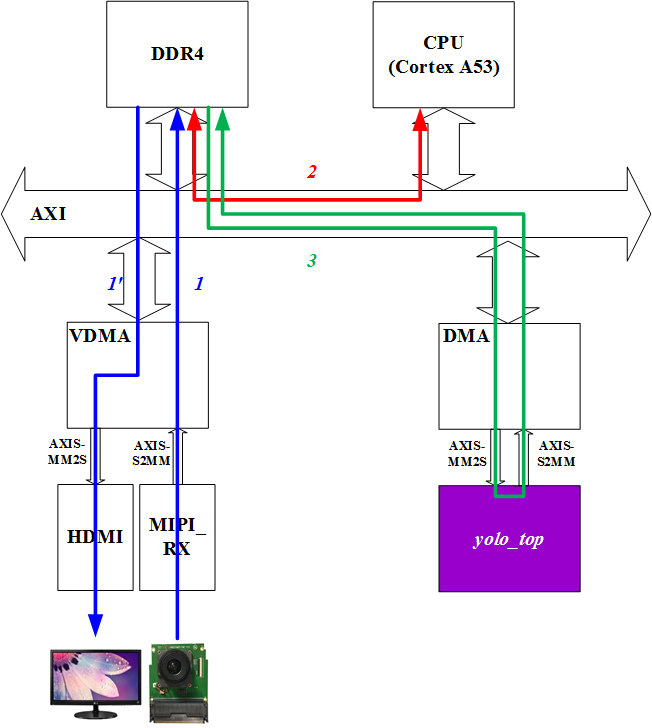 DDR4
CPU
(Cortex A53)
2
AXI
3
1'
1
VDMA
DMA
AXIS-
MM2S
AXIS-
S2MM
AXIS-
MM2S
AXIS-
S2MM
HDMI
MIPI_
RX
yolo_top